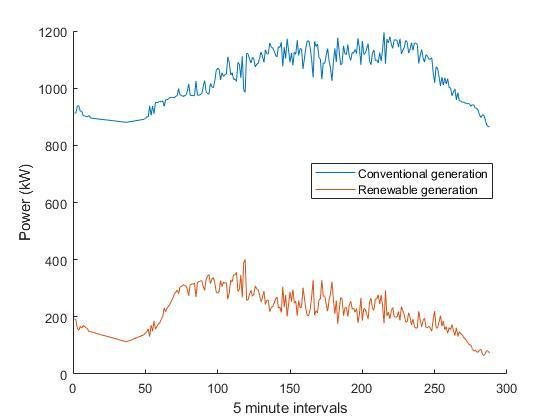 1200
1000
800
600
400
200
0
Power (kW)
Conventional generation
Renewable generation
0 50 100 150 200 250 300
5 minute intervals